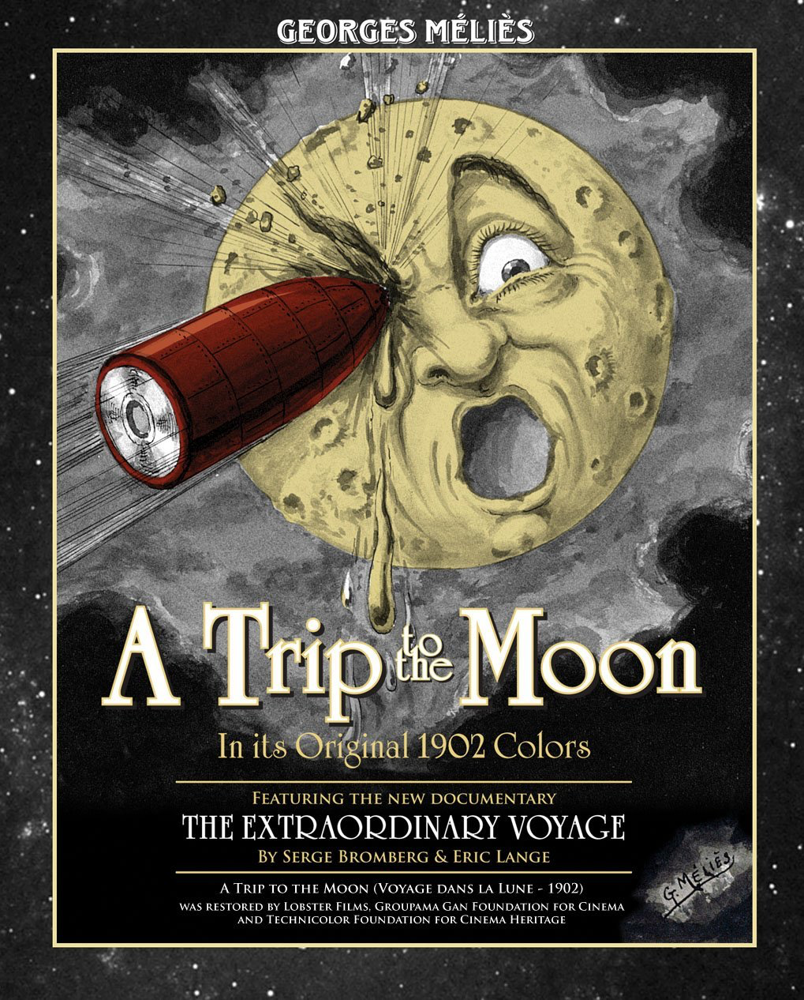 GEORGES MÉLIÈS
A Trip to the Moon
In its Original 1902 Colors
FEATURING THE NEW DOCUMENTARY
THE EXTRAORDINARY VOYAGE
BY SERGE BROMBERG & ERIC LANGE
A TRIP TO THE MOON (VOYAGE DANS LA LUNE - 1902)
WAS RESTORED BY LOBSTER FILMS, GROUPAMA GAN FOUNDATION FOR CINEMA
AND TECHNICOLOR FOUNDATION FOR CINEMA HERITAGE
G. MÉLIÈS